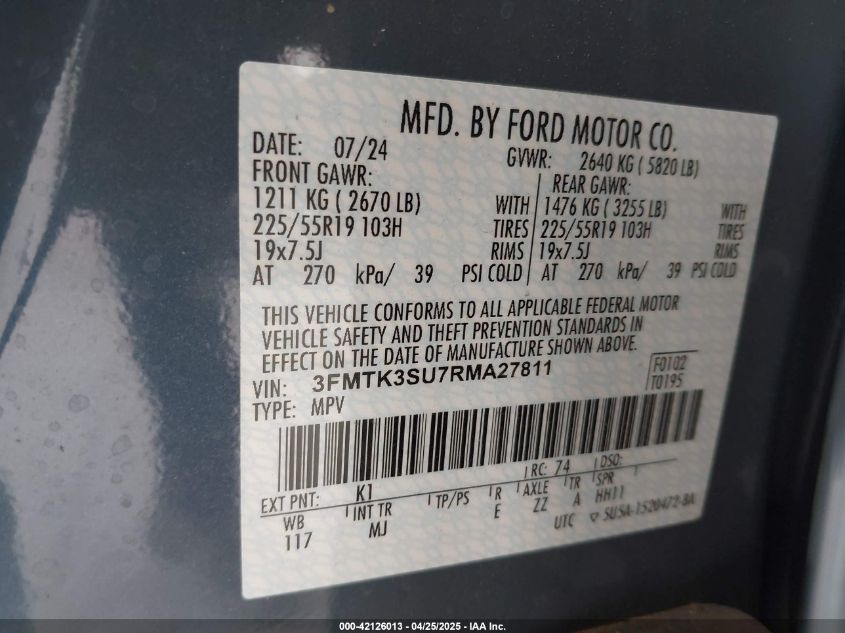 MFD. BY FORD MOTOR CO.
DATE: 07/24 GVWR: 2640 KG ( 5820 LB)
FRONT GAWR: REAR GAWR:
1211 KG ( 2670 LB) WITH 1476 KG ( 3255 LB) WITH
225/55R19 103H TIRES 225/55R19 103H TIRES
19x7.5J RIMS 19x7.5J RIMS
AT 270 kPa/ 39 PSI COLD AT 270 kPa/ 39 PSI COLD
THIS VEHICLE CONFORMS TO ALL APPLICABLE FEDERAL MOTOR
VEHICLE SAFETY AND THEFT PREVENTION STANDARDS IN
EFFECT ON THE DATE OF MANUFACTURE SHOWN ABOVE.
VIN: 3FMTK3SU7RMA27811 F0102
TYPE: MPV T0195
RC: 74 DSO:
EXT PNT: K1
WB INT TR TP/PS R AXLE TR SPR
117 MJ E ZZ A HH11
UTC ▽ SU5A-1520472-BA
000-42126013 - 04/25/2025 - IAA Inc.